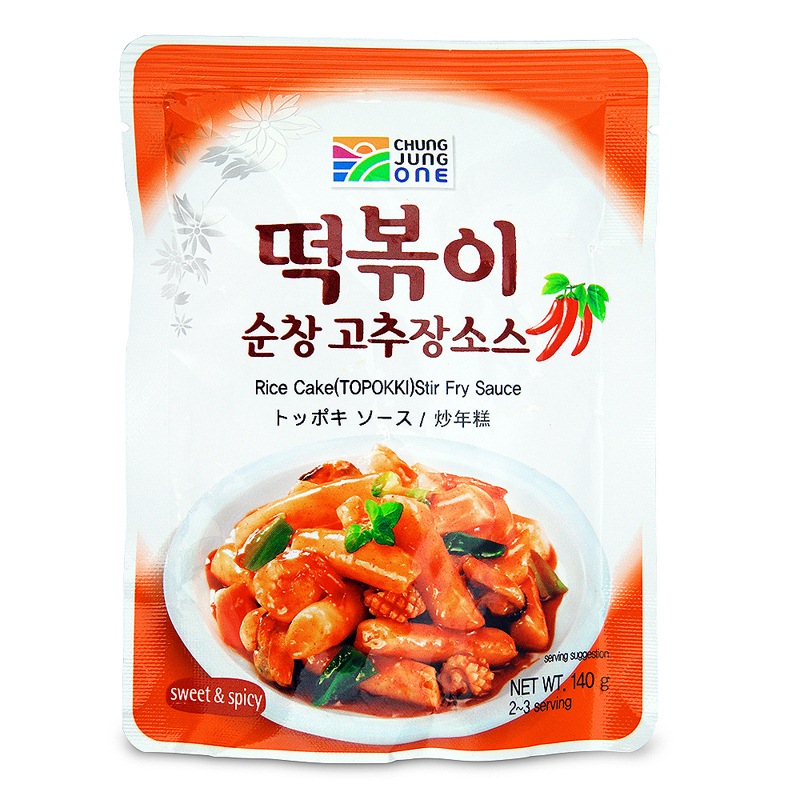 CHUNG
JUNG
ONE
떡볶이
순창 고추장소스
Rice Cake(TOPOKKI)Stir Fry Sauce
トッポキ ソース / 炒年糕
serving suggestion
NET WT. 140 g
2~3 serving
sweet & spicy